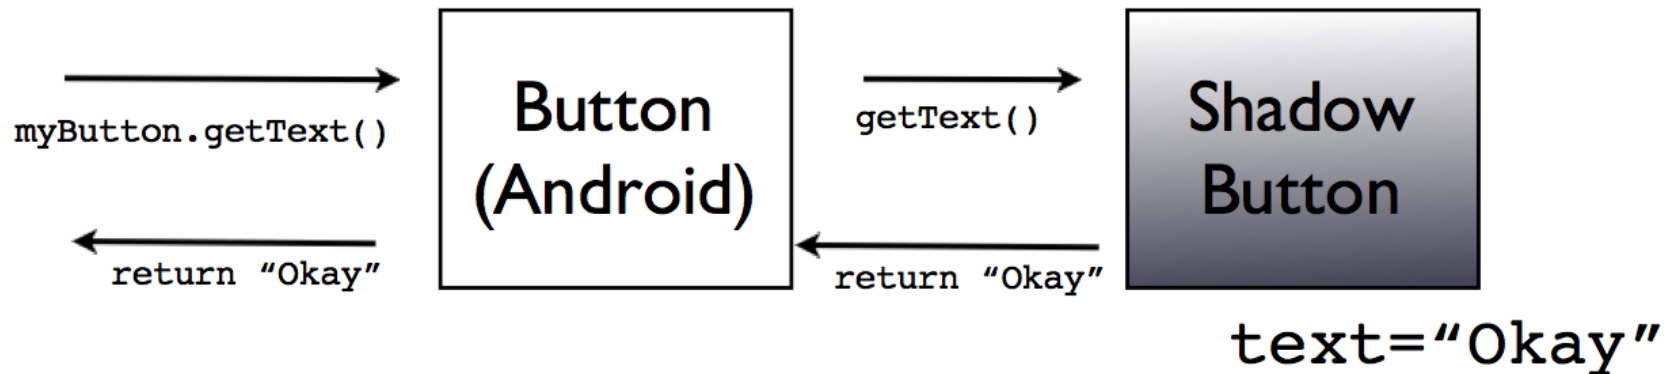 myButton.getText()
return “Okay”
Button
(Android)
getText()
return “Okay”
Shadow
Button
text=“Okay”